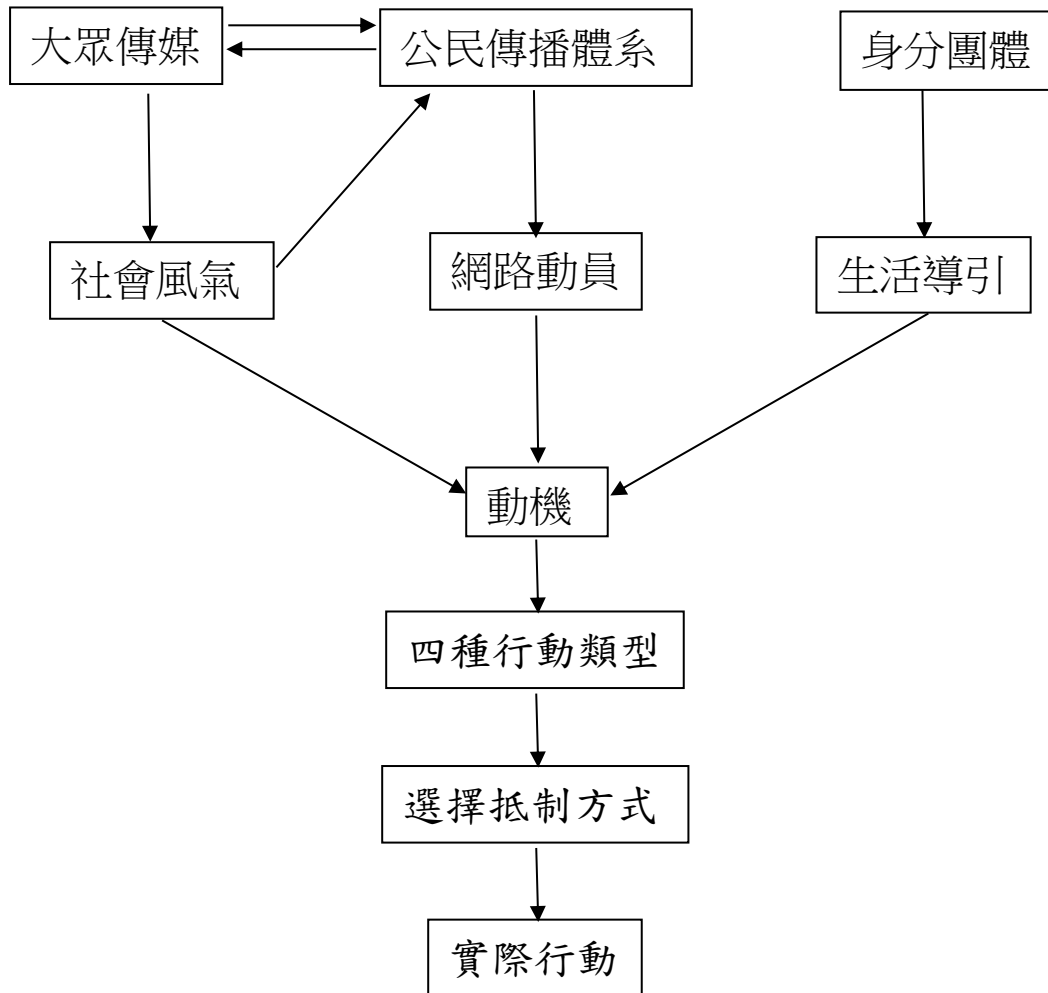 大眾傳媒
公民傳播體系
身分團體
社會風氣
網路動員
生活導引
動機
四種行動類型
選擇抵制方式
實際行動